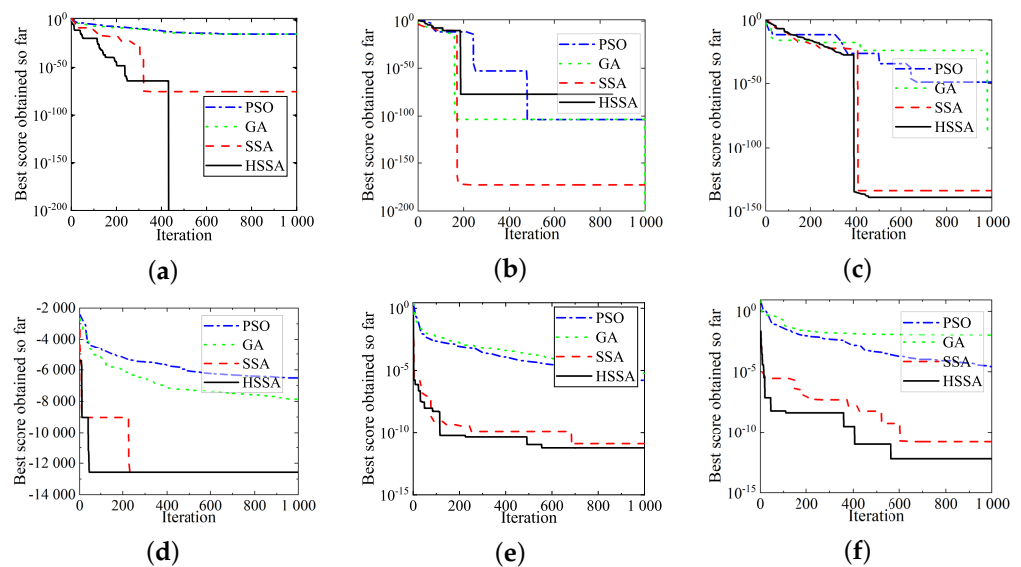 Best score obtained so far
10^0
10^-50
10^-100
10^-150
10^-200
0 200 400 600 800 1 000
Iteration
PSO
GA
SSA
HSSA
(a)
Best score obtained so far
10^0
10^-50
10^-100
10^-150
10^-200
0 200 400 600 800 1 000
Iteration
PSO
GA
SSA
HSSA
(b)
Best score obtained so far
10^0
10^-50
10^-100
10^-150
0 200 400 600 800 1 000
Iteration
PSO
GA
SSA
HSSA
(c)
Best score obtained so far
-2 000
-4 000
-6 000
-8 000
-10 000
-12 000
-14 000
0 200 400 600 800 1 000
Iteration
PSO
GA
SSA
HSSA
(d)
Best score obtained so far
10^0
10^-5
10^-10
10^-15
0 200 400 600 800 1 000
Iteration
PSO
GA
SSA
HSSA
(e)
Best score obtained so far
10^0
10^-5
10^-10
10^-15
0 200 400 600 800 1 000
Iteration
PSO
GA
SSA
HSSA
(f)